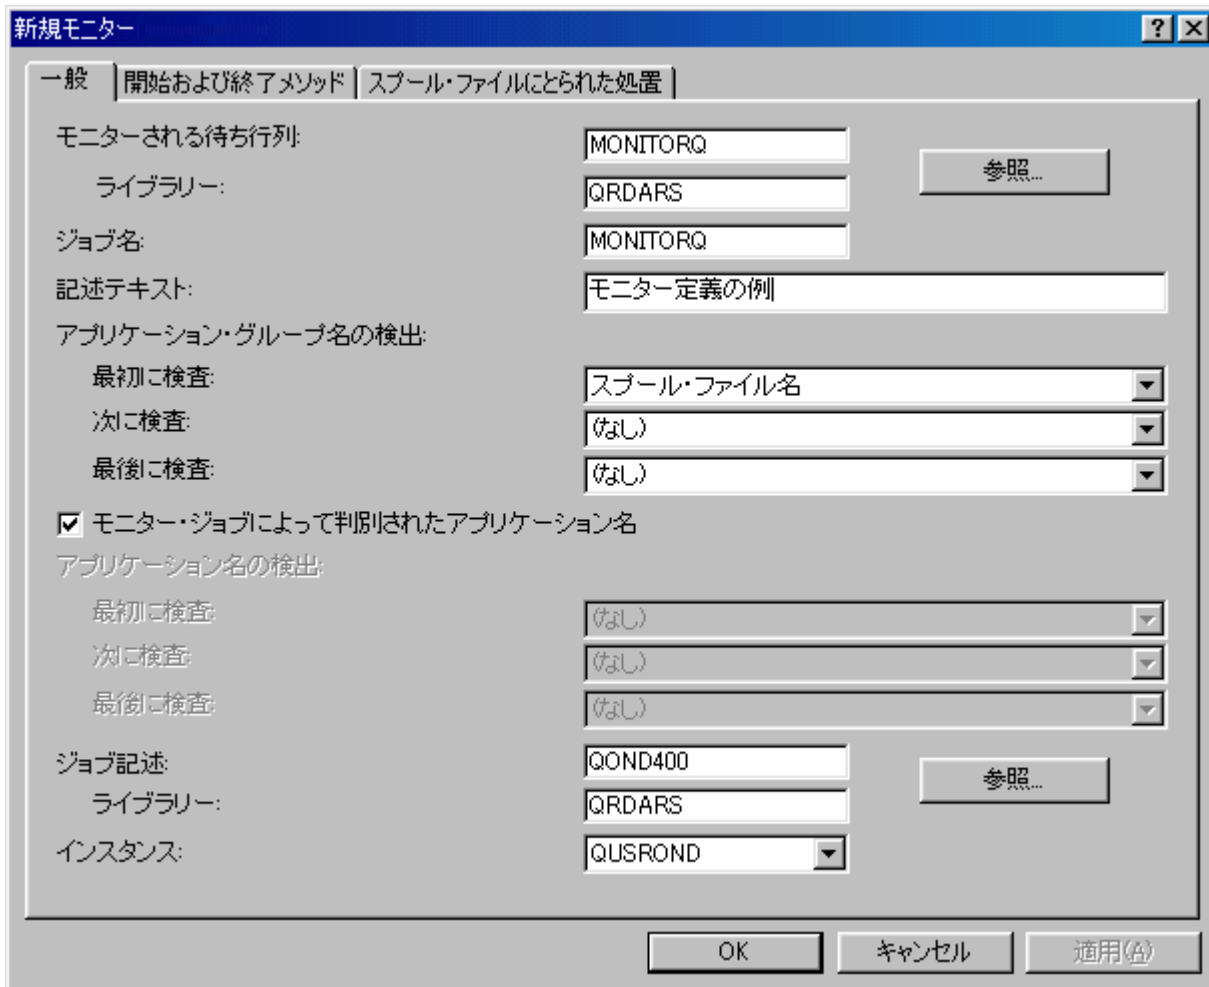 新規モニター
一般 開始および終了メソッド スプール・ファイルにとられた処置
モニターされる待ち行列: MONITORQ 参照...
ライブラリー: QRDARS
ジョブ名: MONITORQ
記述テキスト: モニター定義の例
アプリケーション・グループ名の検出:
最初に検査: スプール・ファイル名
次に検査: (なし)
最後に検査: (なし)
モニター・ジョブによって判別されたアプリケーション名
アプリケーション名の検出:
最初に検査: (なし)
次に検査: (なし)
最後に検査: (なし)
ジョブ記述: QOND400 参照...
ライブラリー: QRDARS
インスタンス: QUSROND
OK キャンセル 適用(A)